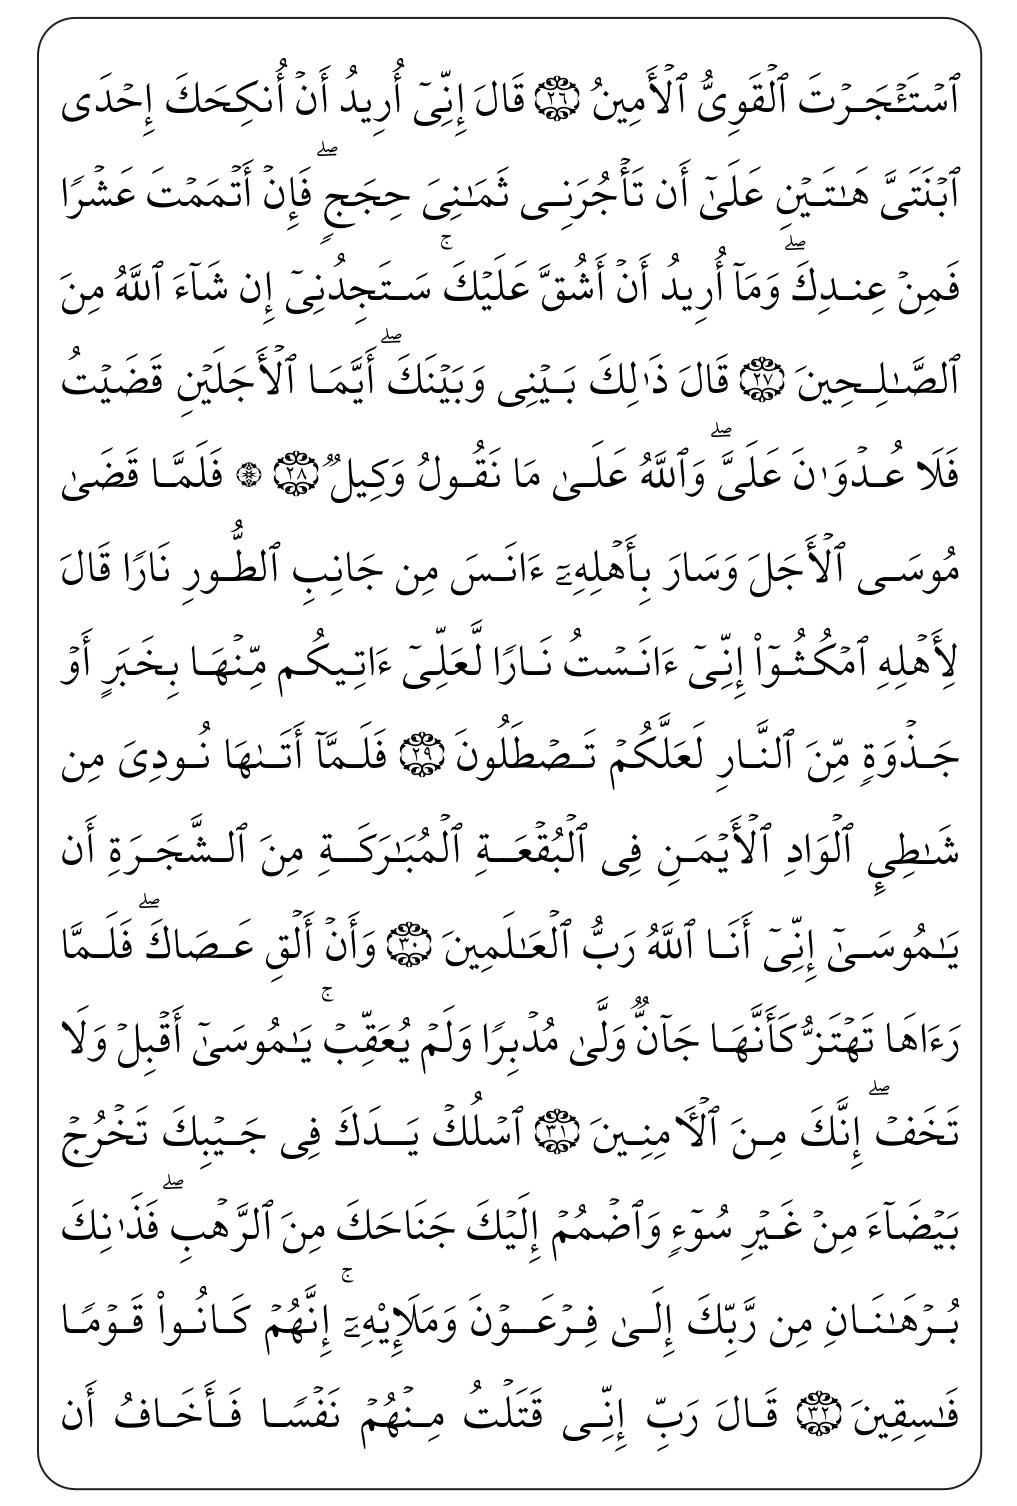 ٱسْتَـْٔجَرْتَ ٱلْقَوِىُّ ٱلْأَمِينُ ۝٢٦ قَالَ إِنِّىٓ أُرِيدُ أَنْ أُنكِحَكَ إِحْدَى
ٱبْنَتَىَّ هَـٰتَيْنِ عَلَىٰٓ أَن تَأْجُرَنِى ثَمَـٰنِىَ حِجَجٍ ۖ فَإِنْ أَتْمَمْتَ عَشْرًا
فَمِنْ عِندِكَ ۖ وَمَآ أُرِيدُ أَنْ أَشُقَّ عَلَيْكَ ۚ سَتَجِدُنِىٓ إِن شَآءَ ٱللَّهُ مِنَ
ٱلصَّـٰلِحِينَ ۝٢٧ قَالَ ذَٰلِكَ بَيْنِى وَبَيْنَكَ ۖ أَيَّمَا ٱلْأَجَلَيْنِ قَضَيْتُ
فَلَا عُدْوَٰنَ عَلَىَّ ۖ وَٱللَّهُ عَلَىٰ مَا نَقُولُ وَكِيلٌ ۝٢٨ ۞ فَلَمَّا قَضَىٰ
مُوسَى ٱلْأَجَلَ وَسَارَ بِأَهْلِهِۦٓ ءَانَسَ مِن جَانِبِ ٱلطُّورِ نَارًا قَالَ
لِأَهْلِهِ ٱمْكُثُوٓا۟ إِنِّىٓ ءَانَسْتُ نَارًا لَّعَلِّىٓ ءَاتِيكُم مِّنْهَا بِخَبَرٍ أَوْ
جَذْوَةٍ مِّنَ ٱلنَّارِ لَعَلَّكُمْ تَصْطَلُونَ ۝٢٩ فَلَمَّآ أَتَىٰهَا نُودِىَ مِن
شَـٰطِئِ ٱلْوَادِ ٱلْأَيْمَنِ فِى ٱلْبُقْعَةِ ٱلْمُبَـٰرَكَةِ مِنَ ٱلشَّجَرَةِ أَن
يَـٰمُوسَىٰٓ إِنِّىٓ أَنَا ٱللَّهُ رَبُّ ٱلْعَـٰلَمِينَ ۝٣٠ وَأَنْ أَلْقِ عَصَاكَ ۖ فَلَمَّا
رَءَاهَا تَهْتَزُّ كَأَنَّهَا جَآنٌّ وَلَّىٰ مُدْبِرًا وَلَمْ يُعَقِّبْ ۚ يَـٰمُوسَىٰٓ أَقْبِلْ وَلَا
تَخَفْ ۖ إِنَّكَ مِنَ ٱلْـَٔامِنِينَ ۝٣١ ٱسْلُكْ يَدَكَ فِى جَيْبِكَ تَخْرُجْ
بَيْضَآءَ مِنْ غَيْرِ سُوٓءٍ وَٱضْمُمْ إِلَيْكَ جَنَاحَكَ مِنَ ٱلرَّهْبِ ۖ فَذَٰنِكَ
بُرْهَـٰنَانِ مِن رَّبِّكَ إِلَىٰ فِرْعَوْنَ وَمَلَإِي۟هِۦٓ ۚ إِنَّهُمْ كَانُوا۟ قَوْمًا
فَـٰسِقِينَ ۝٣٢ قَالَ رَبِّ إِنِّى قَتَلْتُ مِنْهُمْ نَفْسًا فَأَخَافُ أَن